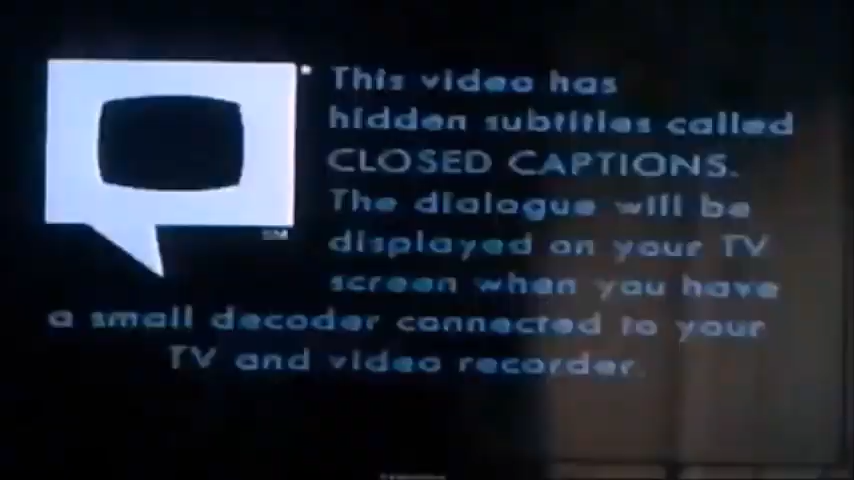 This video has
hidden subtitles called
CLOSED CAPTIONS.
The dialogue will be
displayed on your TV
screen when you have
SM
a small decoder connected to your
TV and video recorder.